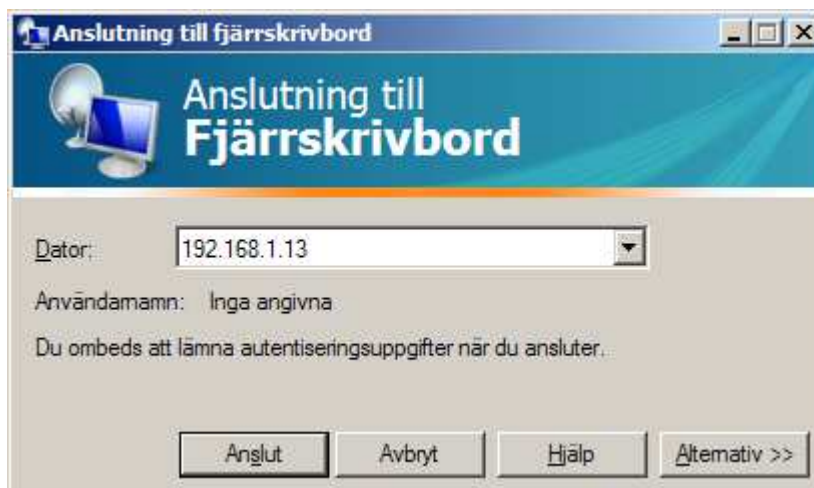 Anslutning till fjärrskrivbord
Anslutning till
Fjärrskrivbord
Dator: 192.168.1.13
Användarnamn: Inga angivna
Du ombeds att lämna autentiseringsuppgifter när du ansluter.
Anslut Avbryt Hjälp Alternativ >>